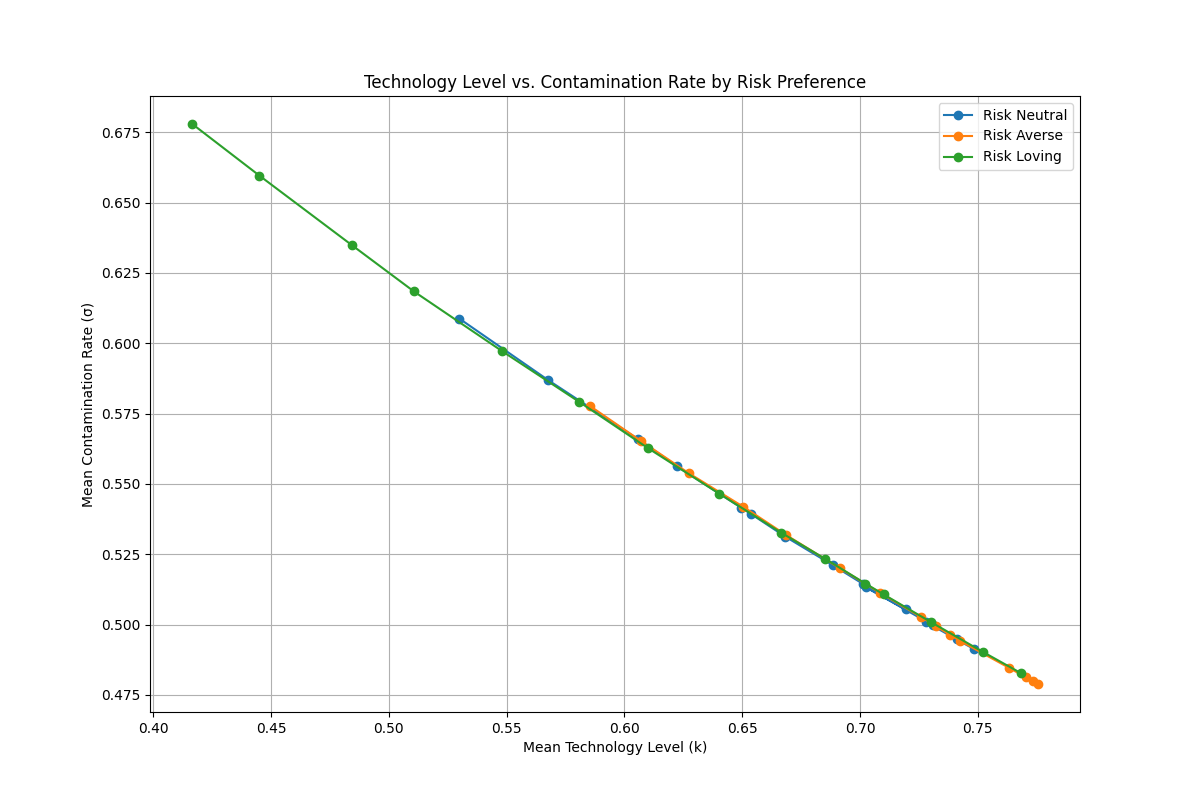 Technology Level vs. Contamination Rate by Risk Preference
Risk Neutral
Risk Averse
Risk Loving
Mean Contamination Rate (σ)
0.675
0.650
0.625
0.600
0.575
0.550
0.525
0.500
0.475
0.40 0.45 0.50 0.55 0.60 0.65 0.70 0.75
Mean Technology Level (k)